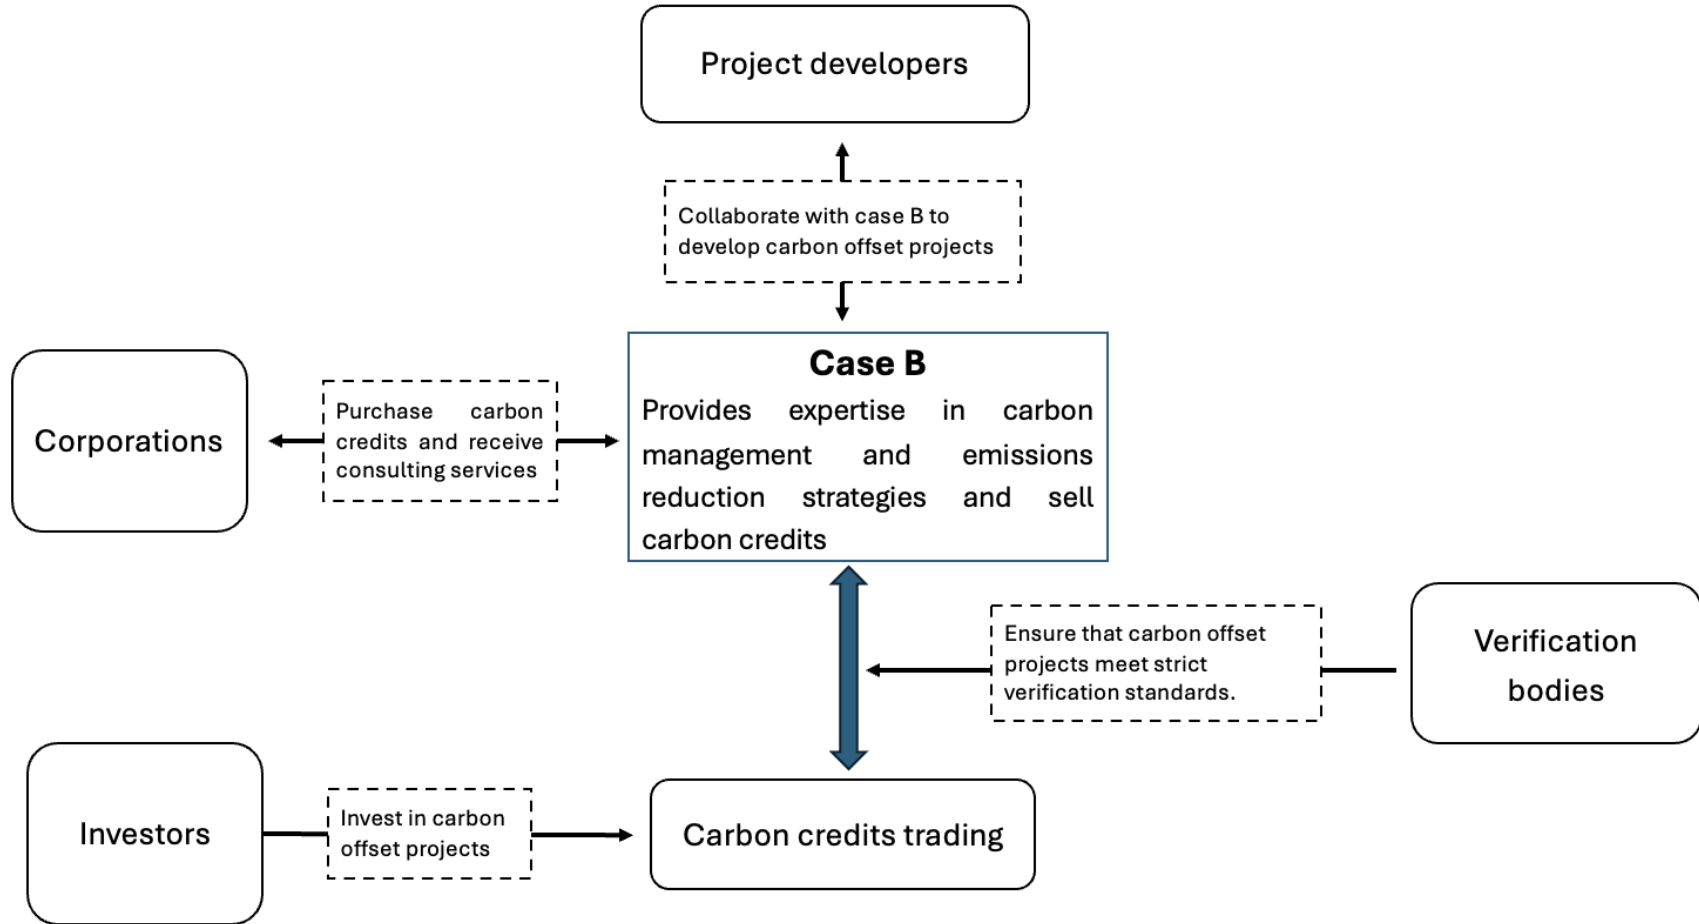 Project developers
Collaborate with case B to
develop carbon offset projects
Case B
Provides expertise in carbon
management and emissions
reduction strategies and sell
carbon credits
Corporations
Purchase carbon
credits and receive
consulting services
Ensure that carbon offset
projects meet strict
verification standards.
Verification
bodies
Investors
Invest in carbon
offset projects
Carbon credits trading